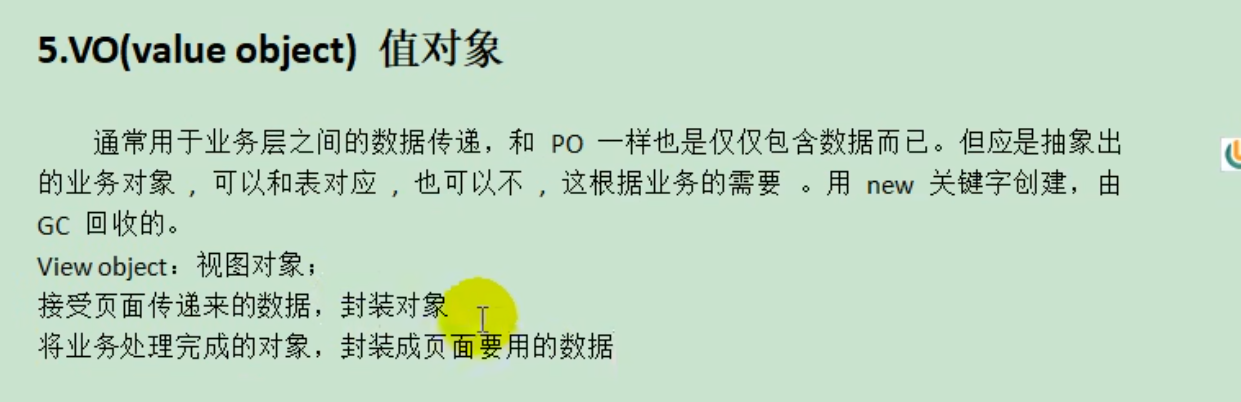 5.VO(value object) 值对象
通常用于业务层之间的数据传递，和 PO 一样也是仅仅包含数据而已。但应是抽象出
的业务对象 , 可以和表对应 , 也可以不 , 这根据业务的需要 。用 new 关键字创建，由
GC 回收的。
View object：视图对象；
接受页面传递来的数据，封装对象
将业务处理完成的对象，封装成页面要用的数据